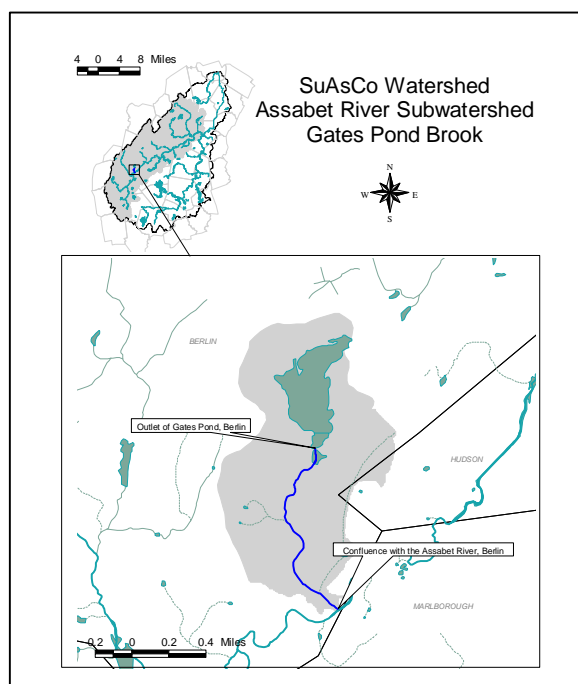 4 0 4 8 Miles
SuAsCo Watershed
Assabet River Subwatershed
Gates Pond Brook
N
W E
S
BERLIN
Outlet of Gates Pond, Berlin
HUDSON
Confluence with the Assabet River, Berlin
MARLBOROUGH
0.2 0 0.2 0.4 Miles